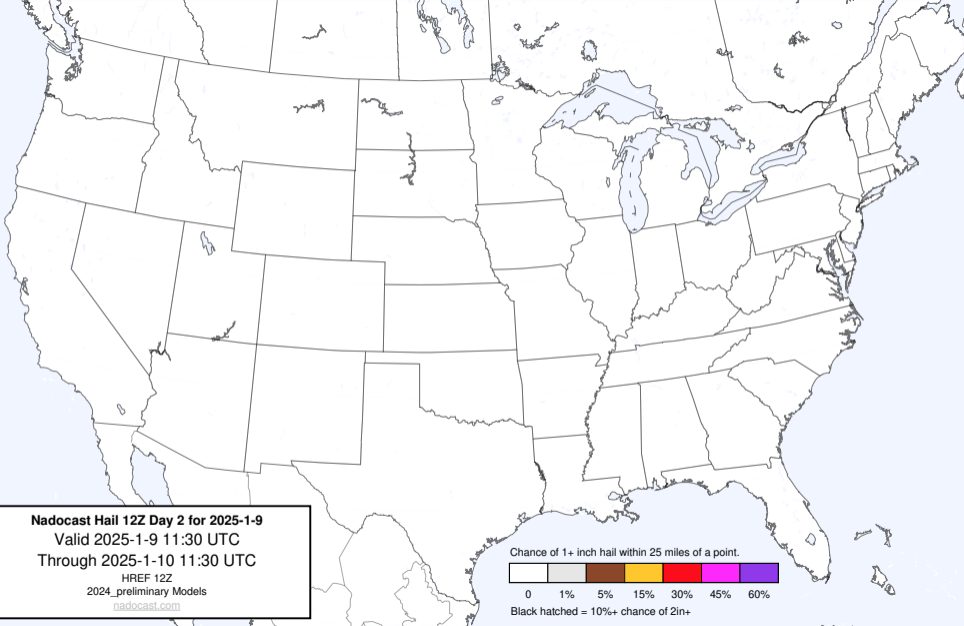 Nadocast Hail 12Z Day 2 for 2025-1-9
Valid 2025-1-9 11:30 UTC
Through 2025-1-10 11:30 UTC
HREF 12Z
2024_preliminary Models
nadocast.com
Chance of 1+ inch hail within 25 miles of a point.
0 1% 5% 15% 30% 45% 60%
Black hatched = 10%+ chance of 2in+